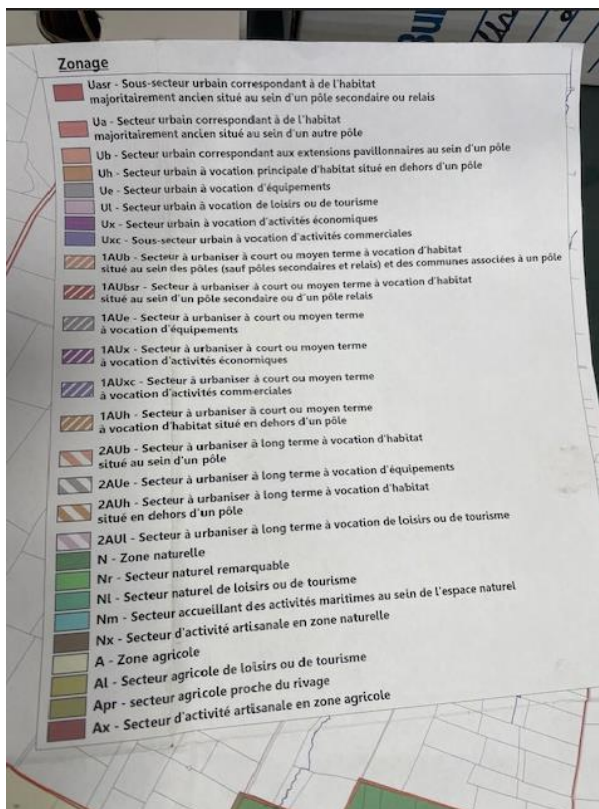 Bu
Zonage
Uasr - Sous-secteur urbain correspondant à de l'habitat
majoritairement ancien situé au sein d'un pôle secondaire ou relais
Ua - Secteur urbain correspondant à de l'habitat
majoritairement ancien situé au sein d'un autre pôle
Ub - Secteur urbain correspondant aux extensions pavillonnaires au sein d'un pôle
Uh - Secteur urbain à vocation principale d'habitat situé en dehors d'un pôle
Ue - Secteur urbain à vocation d'équipements
Ul - Secteur urbain à vocation de loisirs ou de tourisme
Ux - Secteur urbain à vocation d'activités économiques
Uxc - Sous-secteur urbain à vocation d'activités commerciales
1AUb - Secteur à urbaniser à court ou moyen terme à vocation d'habitat
situé au sein des pôles (sauf pôles secondaires et relais) et des communes associées à un pôle
1AUbsr - Secteur à urbaniser à court ou moyen terme à vocation d'habitat
situé au sein d'un pôle secondaire ou d'un pôle relais
1AUe - Secteur à urbaniser à court ou moyen terme
à vocation d'équipements
1AUx - Secteur à urbaniser à court ou moyen terme
à vocation d'activités économiques
1AUxc - Secteur à urbaniser à court ou moyen terme
à vocation d'activités commerciales
1AUh - Secteur à urbaniser à court ou moyen terme
à vocation d'habitat situé en dehors d'un pôle
2AUb - Secteur à urbaniser à long terme à vocation d'habitat
situé au sein d'un pôle
2AUe - Secteur à urbaniser à long terme à vocation d'équipements
2AUh - Secteur à urbaniser à long terme à vocation d'habitat
situé en dehors d'un pôle
2AUl - Secteur à urbaniser à long terme à vocation de loisirs ou de tourisme
N - Zone naturelle
Nr - Secteur naturel remarquable
Nl - Secteur naturel de loisirs ou de tourisme
Nm - Secteur accueillant des activités maritimes au sein de l'espace naturel
Nx - Secteur d'activité artisanale en zone naturelle
A - Zone agricole
Al - Secteur agricole de loisirs ou de tourisme
Apr - secteur agricole proche du rivage
Ax - Secteur d'activité artisanale en zone agricole